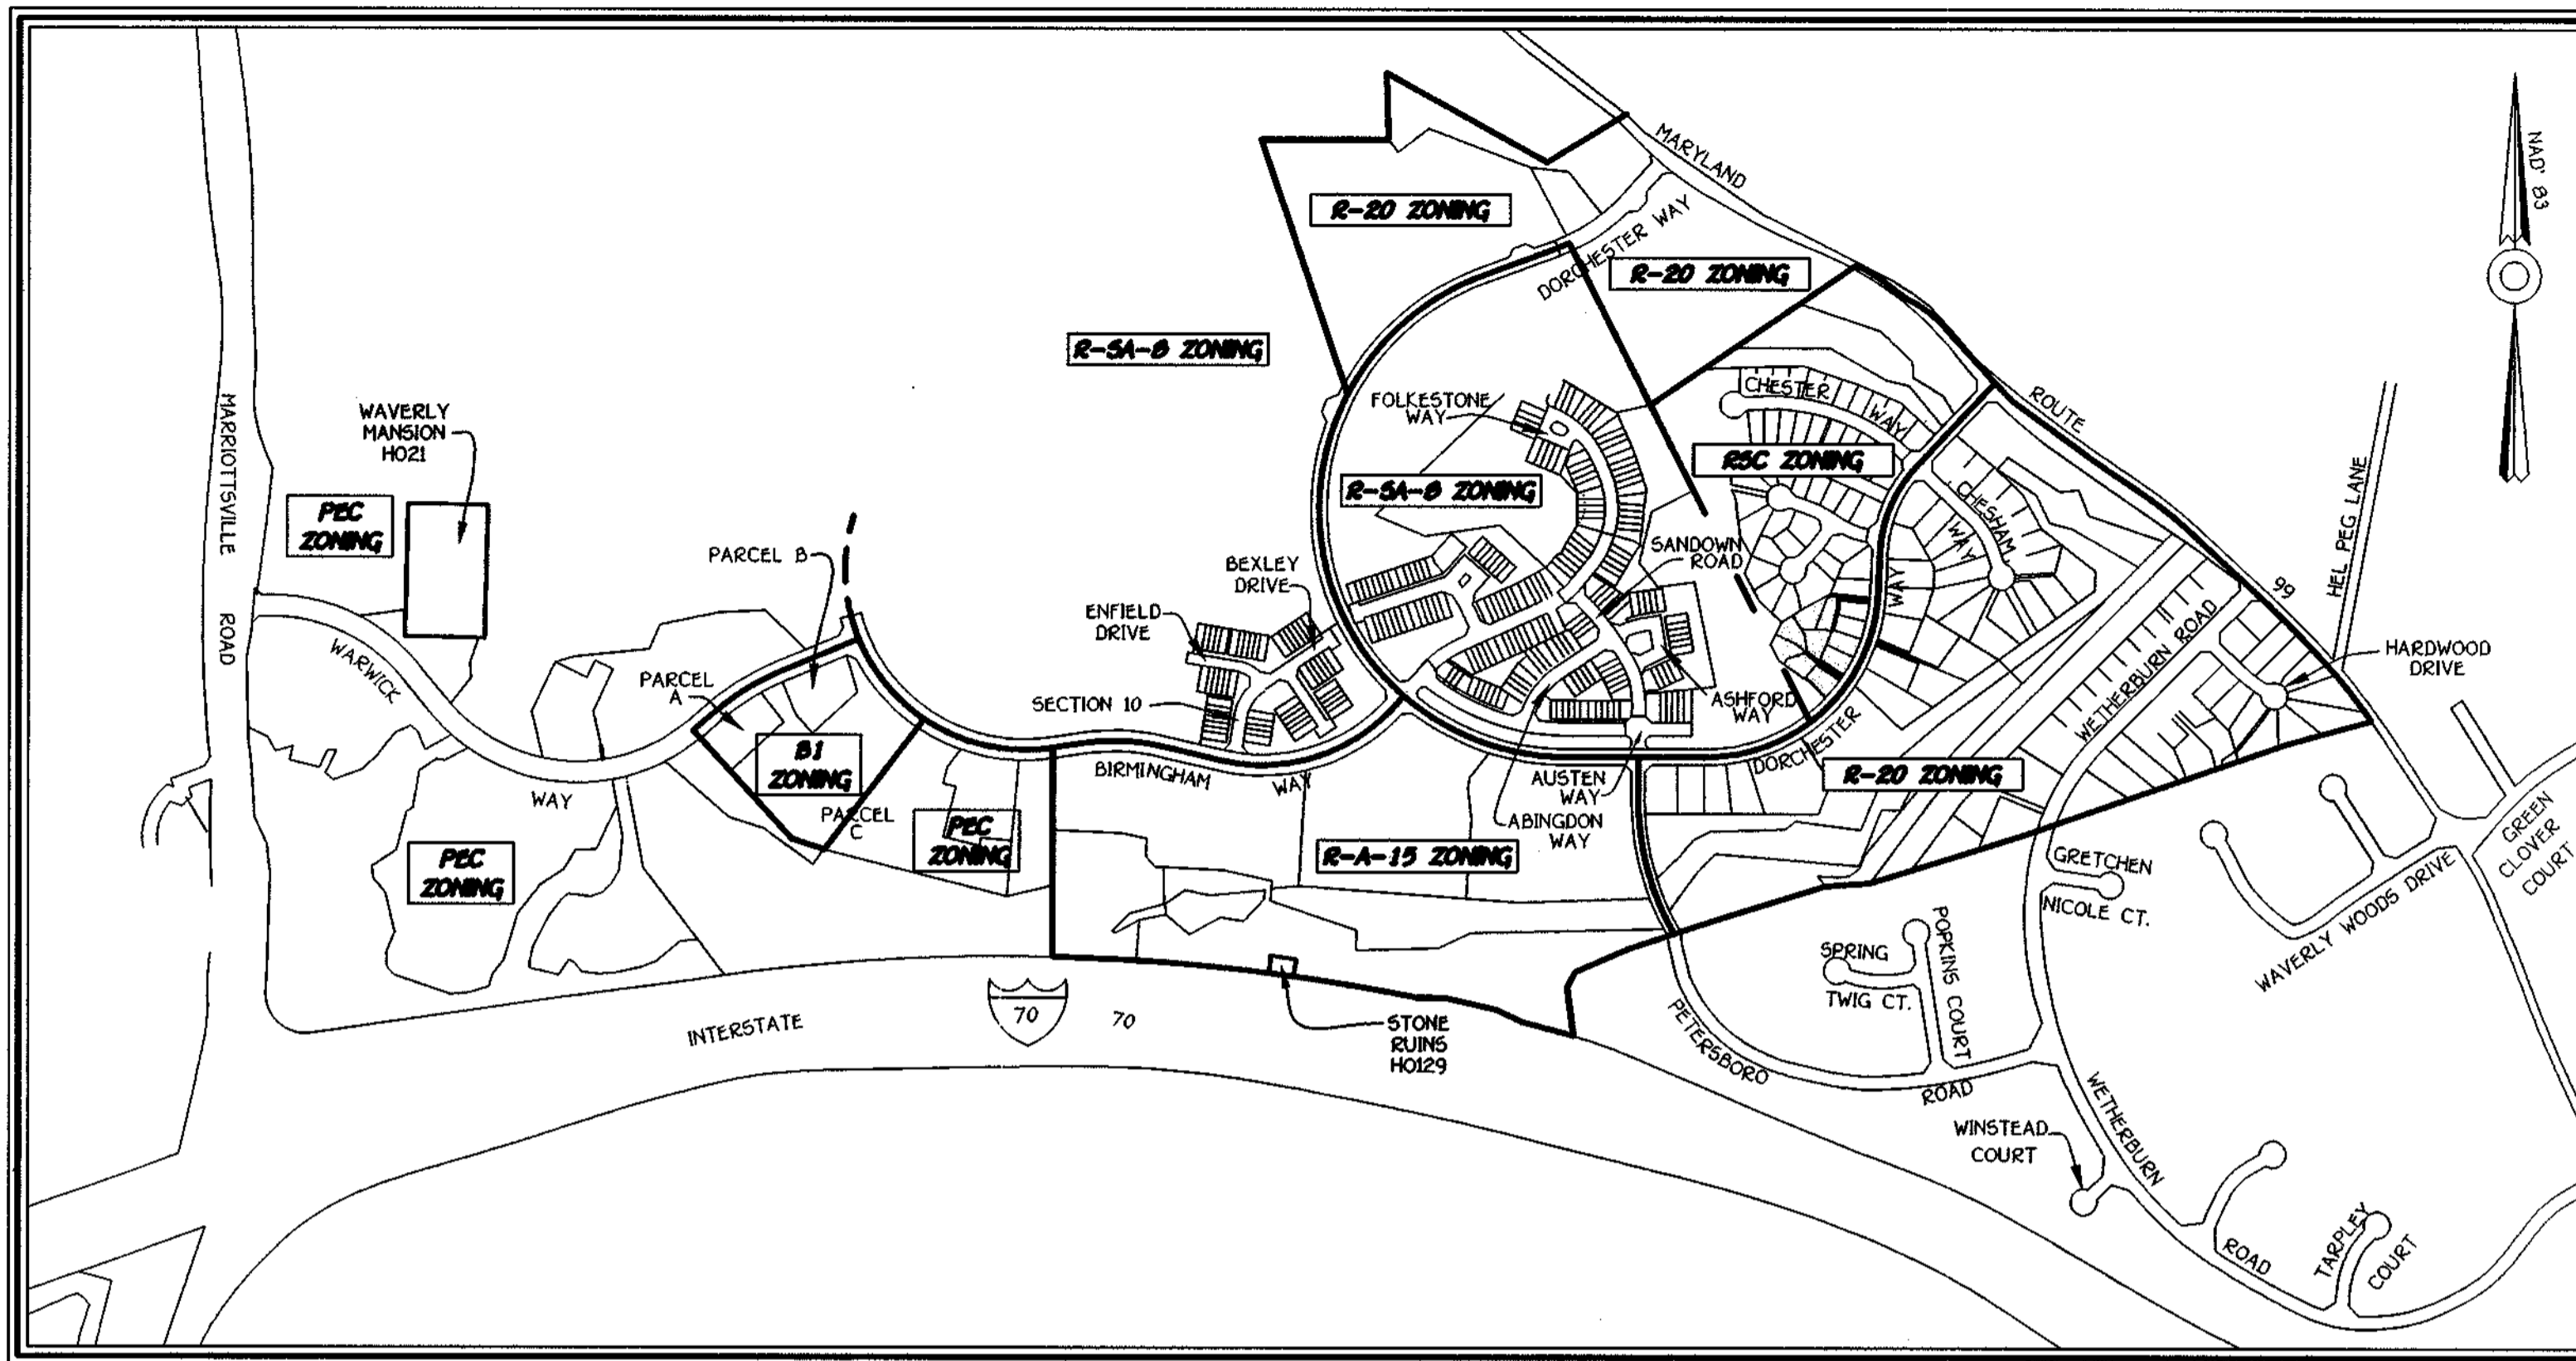 NAD' 83
MARYLAND
ROUTE
99
R-20 ZONING
DORCHESTER WAY
R-20 ZONING
R-SA-8 ZONING
FOLKESTONE
WAY
CHESTER
WAY
RSC ZONING
R-SA-8 ZONING
CHESHAM
WAY
HEL PEG LANE
MARRIOTTSVILLE
ROAD
WAVERLY
MANSION
HO21
PEC
ZONING
PARCEL B
BEXLEY
DRIVE
SANDOWN
ROAD
ENFIELD
DRIVE
WARWICK
WAY
PARCEL
A
SECTION 10
B1
ZONING
PARCEL
C
PEC
ZONING
PEC
ZONING
BIRMINGHAM
WAY
ASHFORD
WAY
AUSTEN
WAY
ABINGDON
WAY
DORCHESTER
WAY
R-20 ZONING
WETHERBURN ROAD
HARDWOOD
DRIVE
R-A-15 ZONING
GRETCHEN
NICOLE CT.
GREEN
CLOVER
COURT
WAVERLY WOODS DRIVE
SPRING
TWIG CT.
POPKINS COURT
INTERSTATE
70
70
STONE
RUINS
HO129
PETERSBORO
ROAD
WINSTEAD
COURT
WETHERBURN
ROAD
TARPLEY
COURT